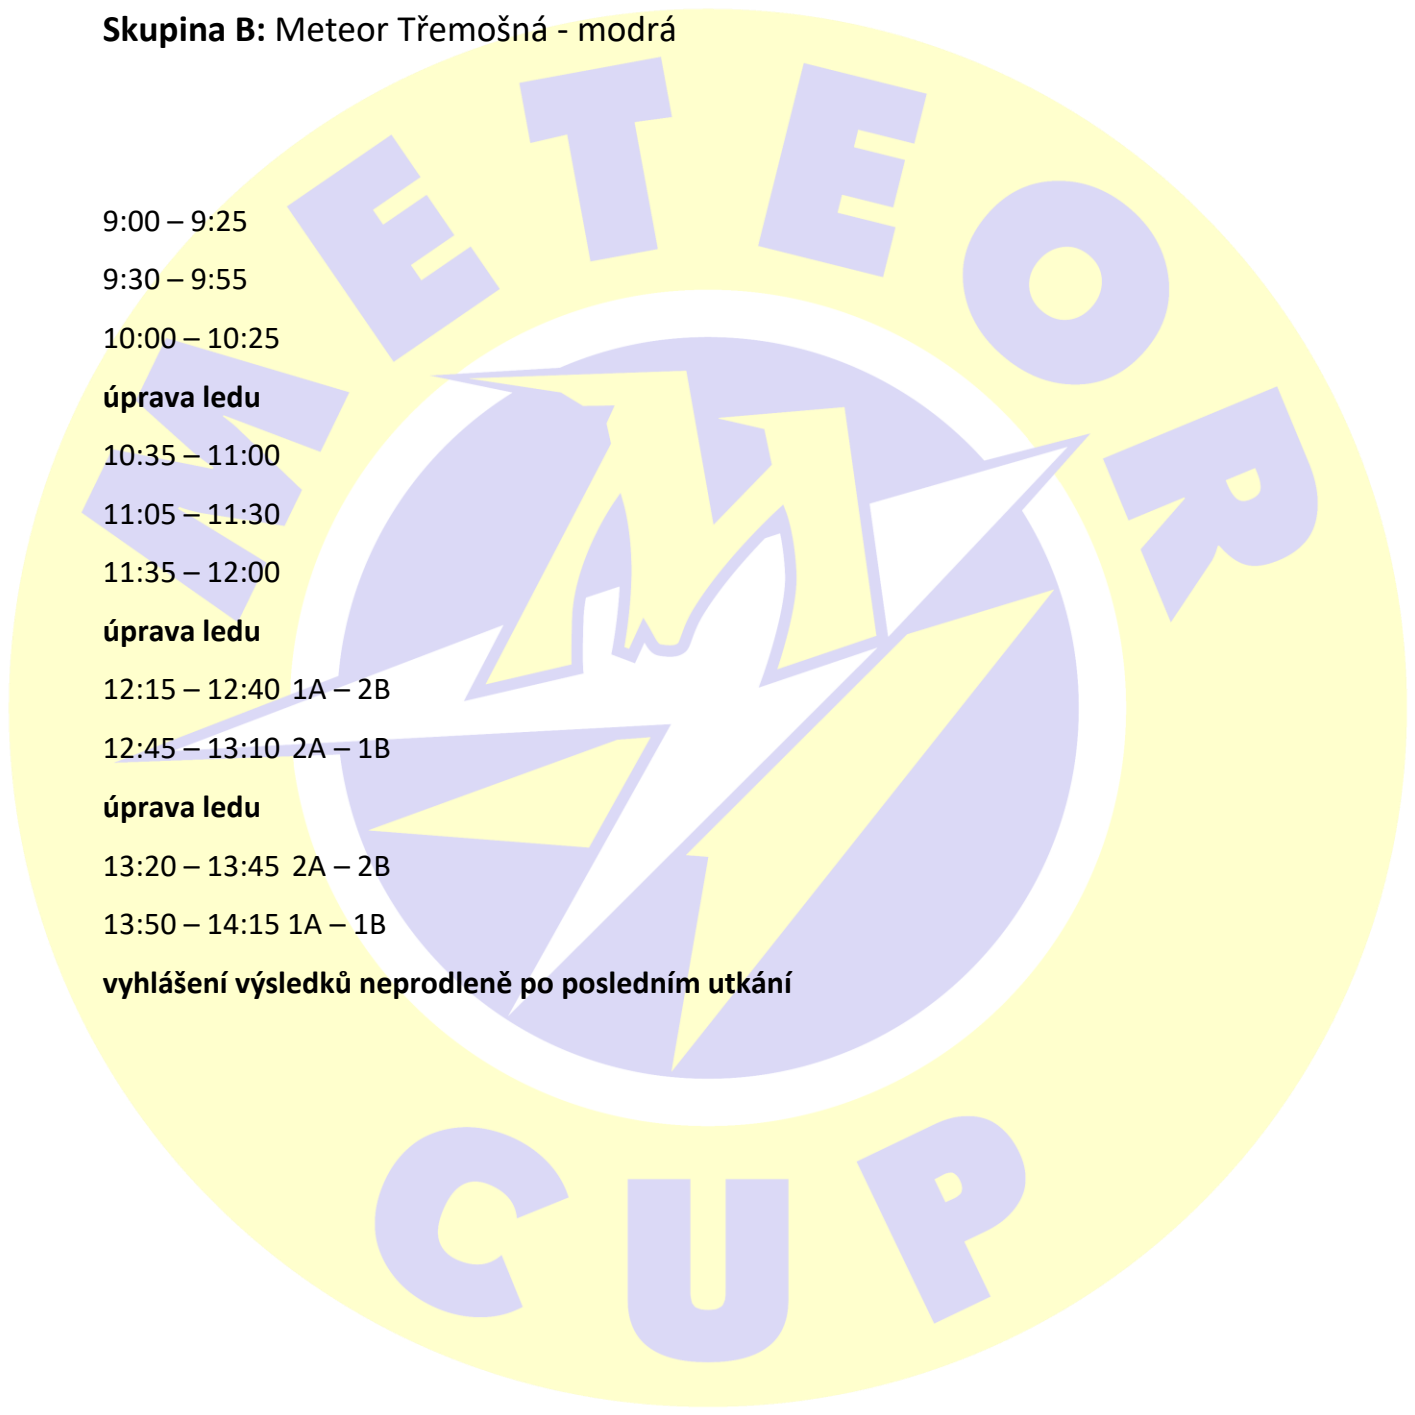 Skupina B: Meteor Třemošná - modrá
9:00 – 9:25
9:30 – 9:55
10:00 – 10:25
úprava ledu
10:35 – 11:00
11:05 – 11:30
11:35 – 12:00
úprava ledu
12:15 – 12:40 1A – 2B
12:45 – 13:10 2A – 1B
úprava ledu
13:20 – 13:45 2A – 2B
13:50 – 14:15 1A – 1B
vyhlášení výsledků neprodleně po posledním utkání
METEOR
CUP